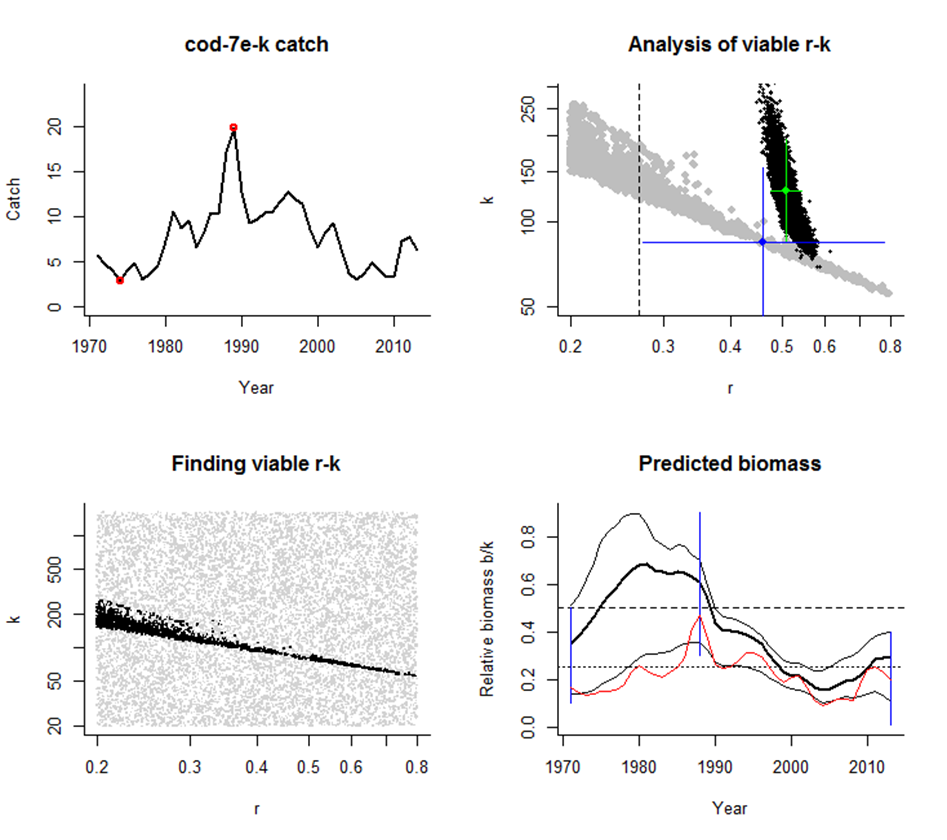 cod-7e-k catch
Catch
20
15
10
5
0
1970 1980 1990 2000 2010
Year
Analysis of viable r-k
k
250
150
100
50
0.2 0.3 0.4 0.5 0.6 0.8
r
Finding viable r-k
k
500
200
50
20
0.2 0.3 0.4 0.5 0.6 0.8
r
Predicted biomass
Relative biomass b/k
0.8
0.6
0.4
0.2
0.0
1970 1980 1990 2000 2010
Year